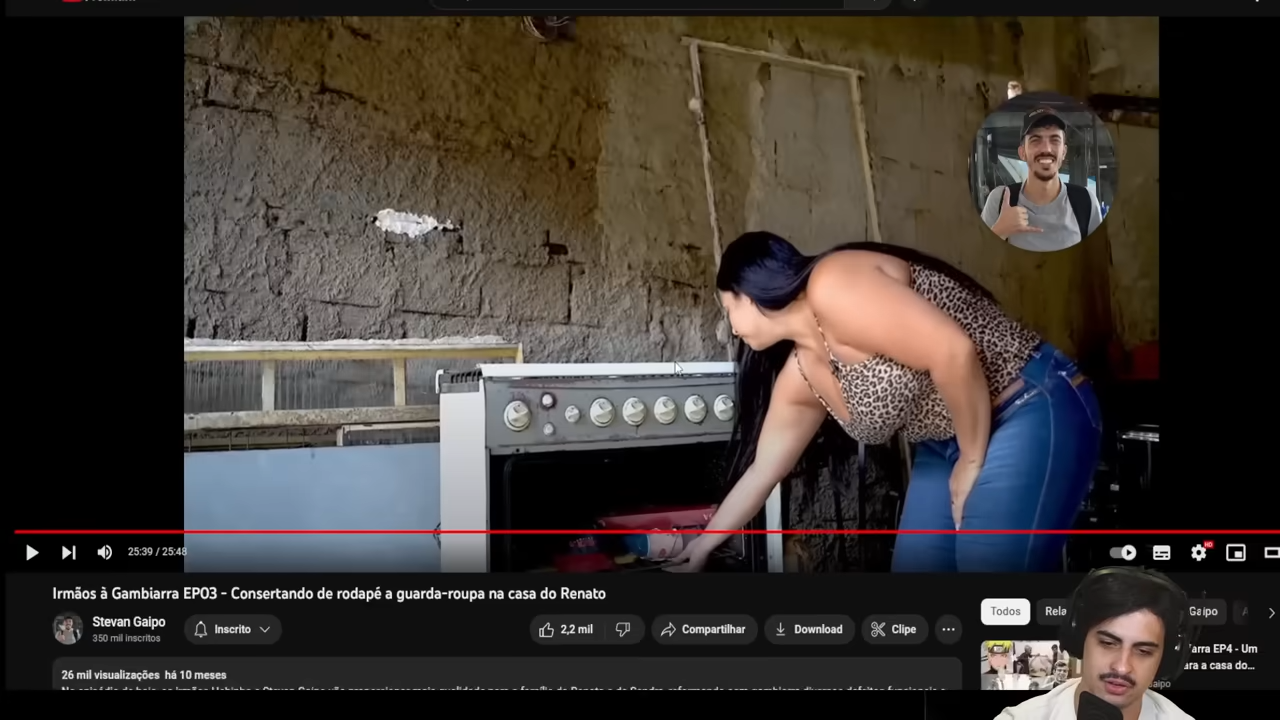 25:39 / 25:48
HD
Irmãos à Gambiarra EP03 - Consertando de rodapé a guarda-roupa na casa do Renato
Stevan Gaipo
350 mil inscritos
Inscrito
2,2 mil
Compartilhar
Download
Clipe
Todos
Rela
Gaipo
26 mil visualizações há 10 meses
arra EP4 - Um
ara a casa do...
aipo